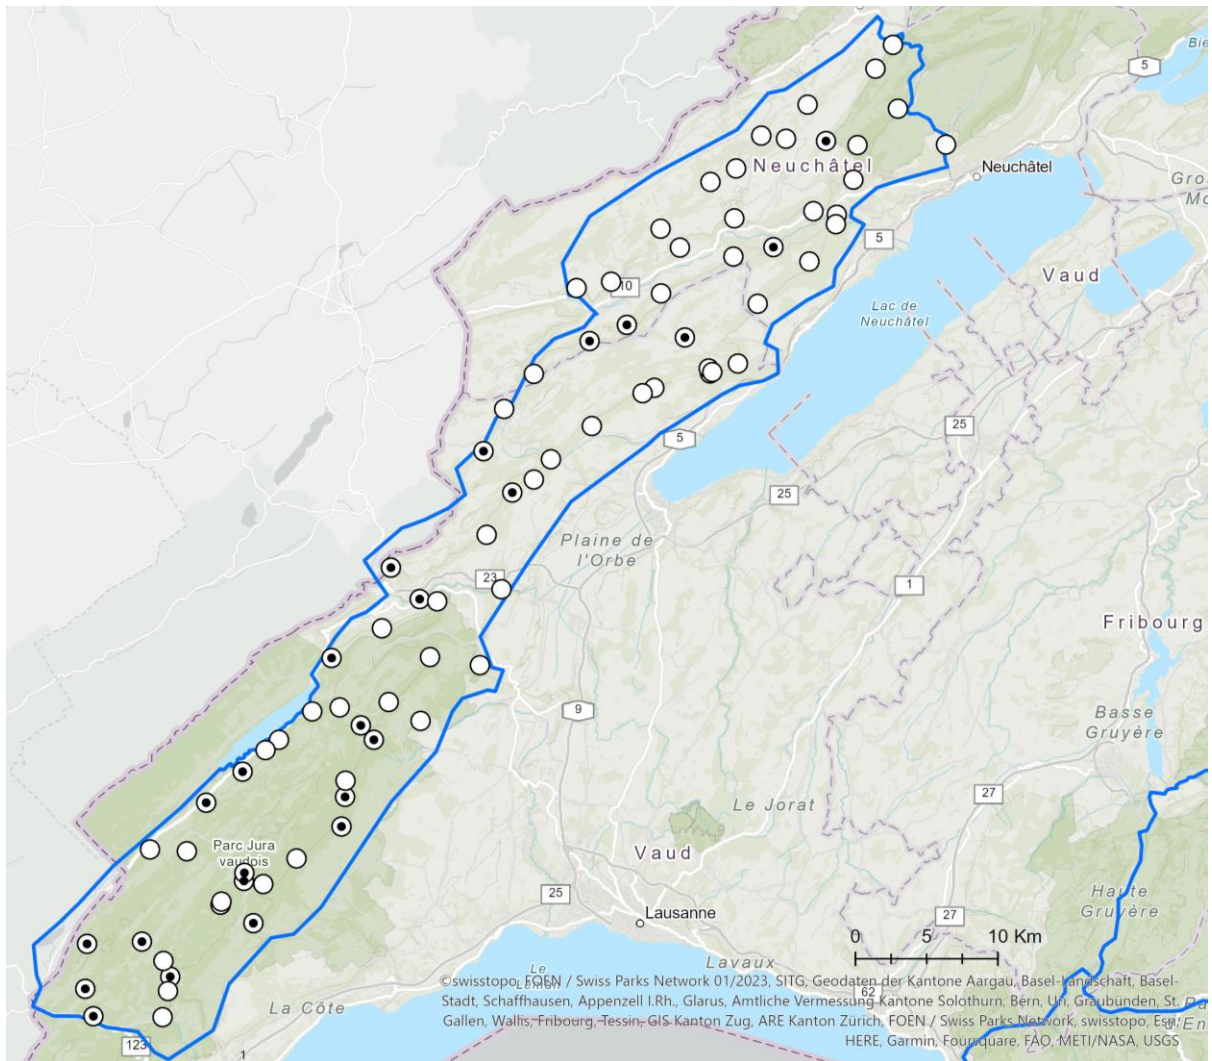 Bie
5
Neuchâtel
Neuchâtel
Gro
Mo
5
Vaud
10
Lac de
Neuchâtel
25
5
25
Plaine de
l'Orbe
23
1
Fribourg
9
Basse
Gruyère
27
Le Jorat
Parc Jura
vaudois
Vaud
25
Haute
Gruyère
Lausanne
27
0 5 10 Km
Lavaux
Le
Léman
62
La Côte
©swisstopo, FOEN / Swiss Parks Network 01/2023, SITG, Geodaten der Kantone Aargau, Basel-Landschaft, Basel-
Stadt, Schaffhausen, Appenzell I.Rh., Glarus, Amtliche Vermessung Kantone Solothurn, Bern, Uri, Graubünden, St.
Gallen, Wallis, Fribourg, Tessin, GIS Kanton Zug, ARE Kanton Zürich, FOEN / Swiss Parks Network, swisstopo, Esri,
HERE, Garmin, Foursquare, FAO, METI/NASA, USGS
d'En
123
1